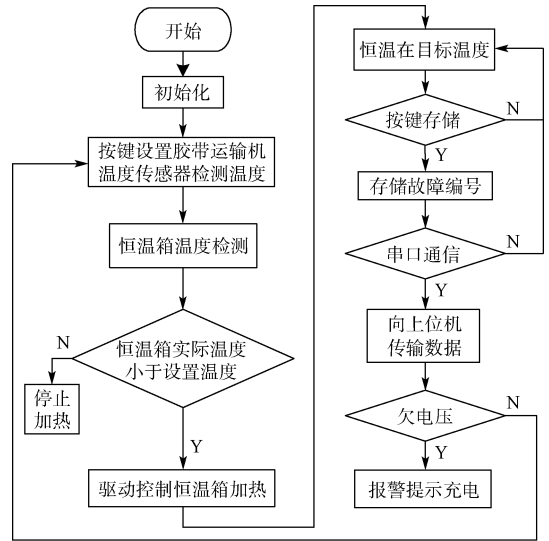 开始
初始化
按键设置胶带运输机
温度传感器检测温度
恒温箱温度检测
恒温箱实际温度
小于设置温度
N
停止
加热
Y
驱动控制恒温箱加热
恒温在目标温度
按键存储
N
Y
存储故障编号
串口通信
N
Y
向上位机
传输数据
欠电压
N
Y
报警提示充电